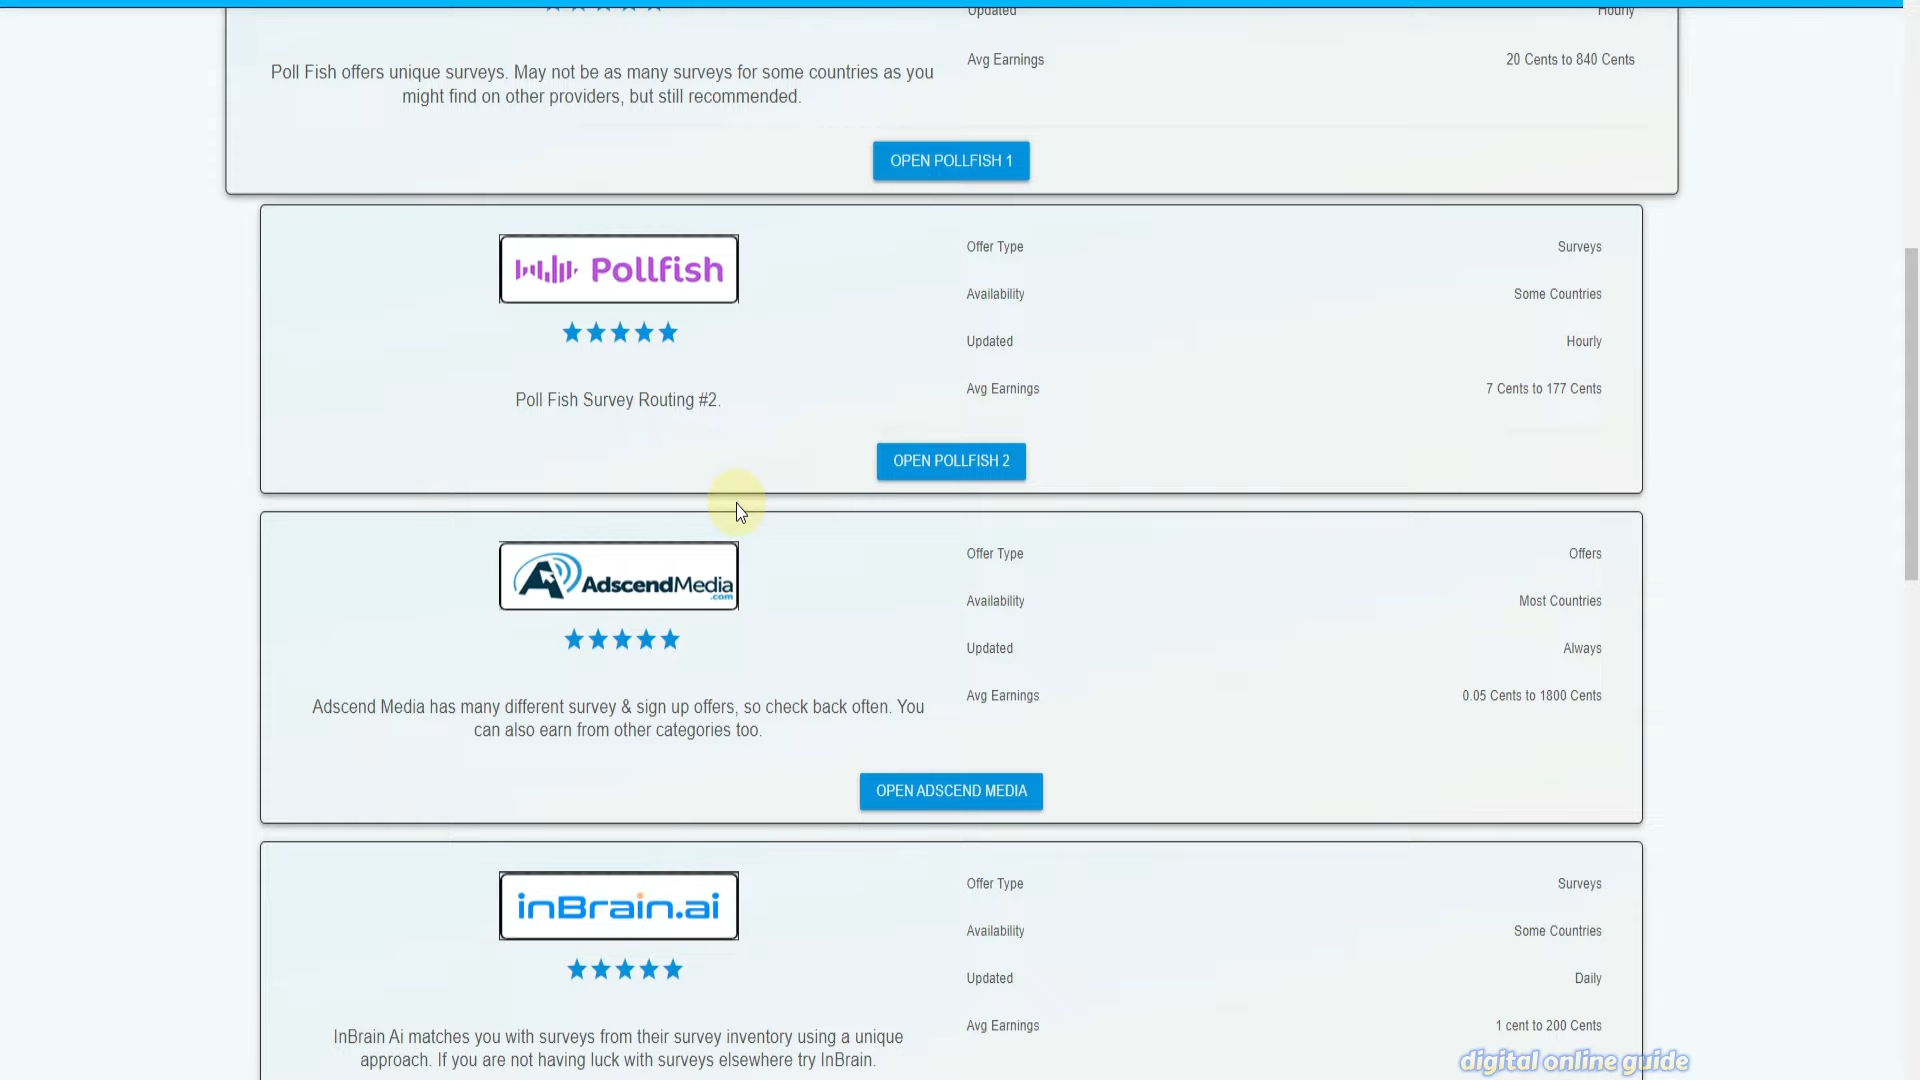 Updated
Hourly
Poll Fish offers unique surveys. May not be as many surveys for some countries as you
might find on other providers, but still recommended.
Avg Earnings
20 Cents to 840 Cents
OPEN POLLFISH 1
Pollfish
Poll Fish Survey Routing #2.
Offer Type
Surveys
Availability
Some Countries
Updated
Hourly
Avg Earnings
7 Cents to 177 Cents
OPEN POLLFISH 2
AdscendMedia
.com
Adscend Media has many different survey & sign up offers, so check back often. You
can also earn from other categories too.
Offer Type
Offers
Availability
Most Countries
Updated
Always
Avg Earnings
0.05 Cents to 1800 Cents
OPEN ADSCEND MEDIA
inBrain.ai
InBrain Ai matches you with surveys from their survey inventory using a unique
approach. If you are not having luck with surveys elsewhere try InBrain.
Offer Type
Surveys
Availability
Some Countries
Updated
Daily
Avg Earnings
1 cent to 200 Cents
digital online guide